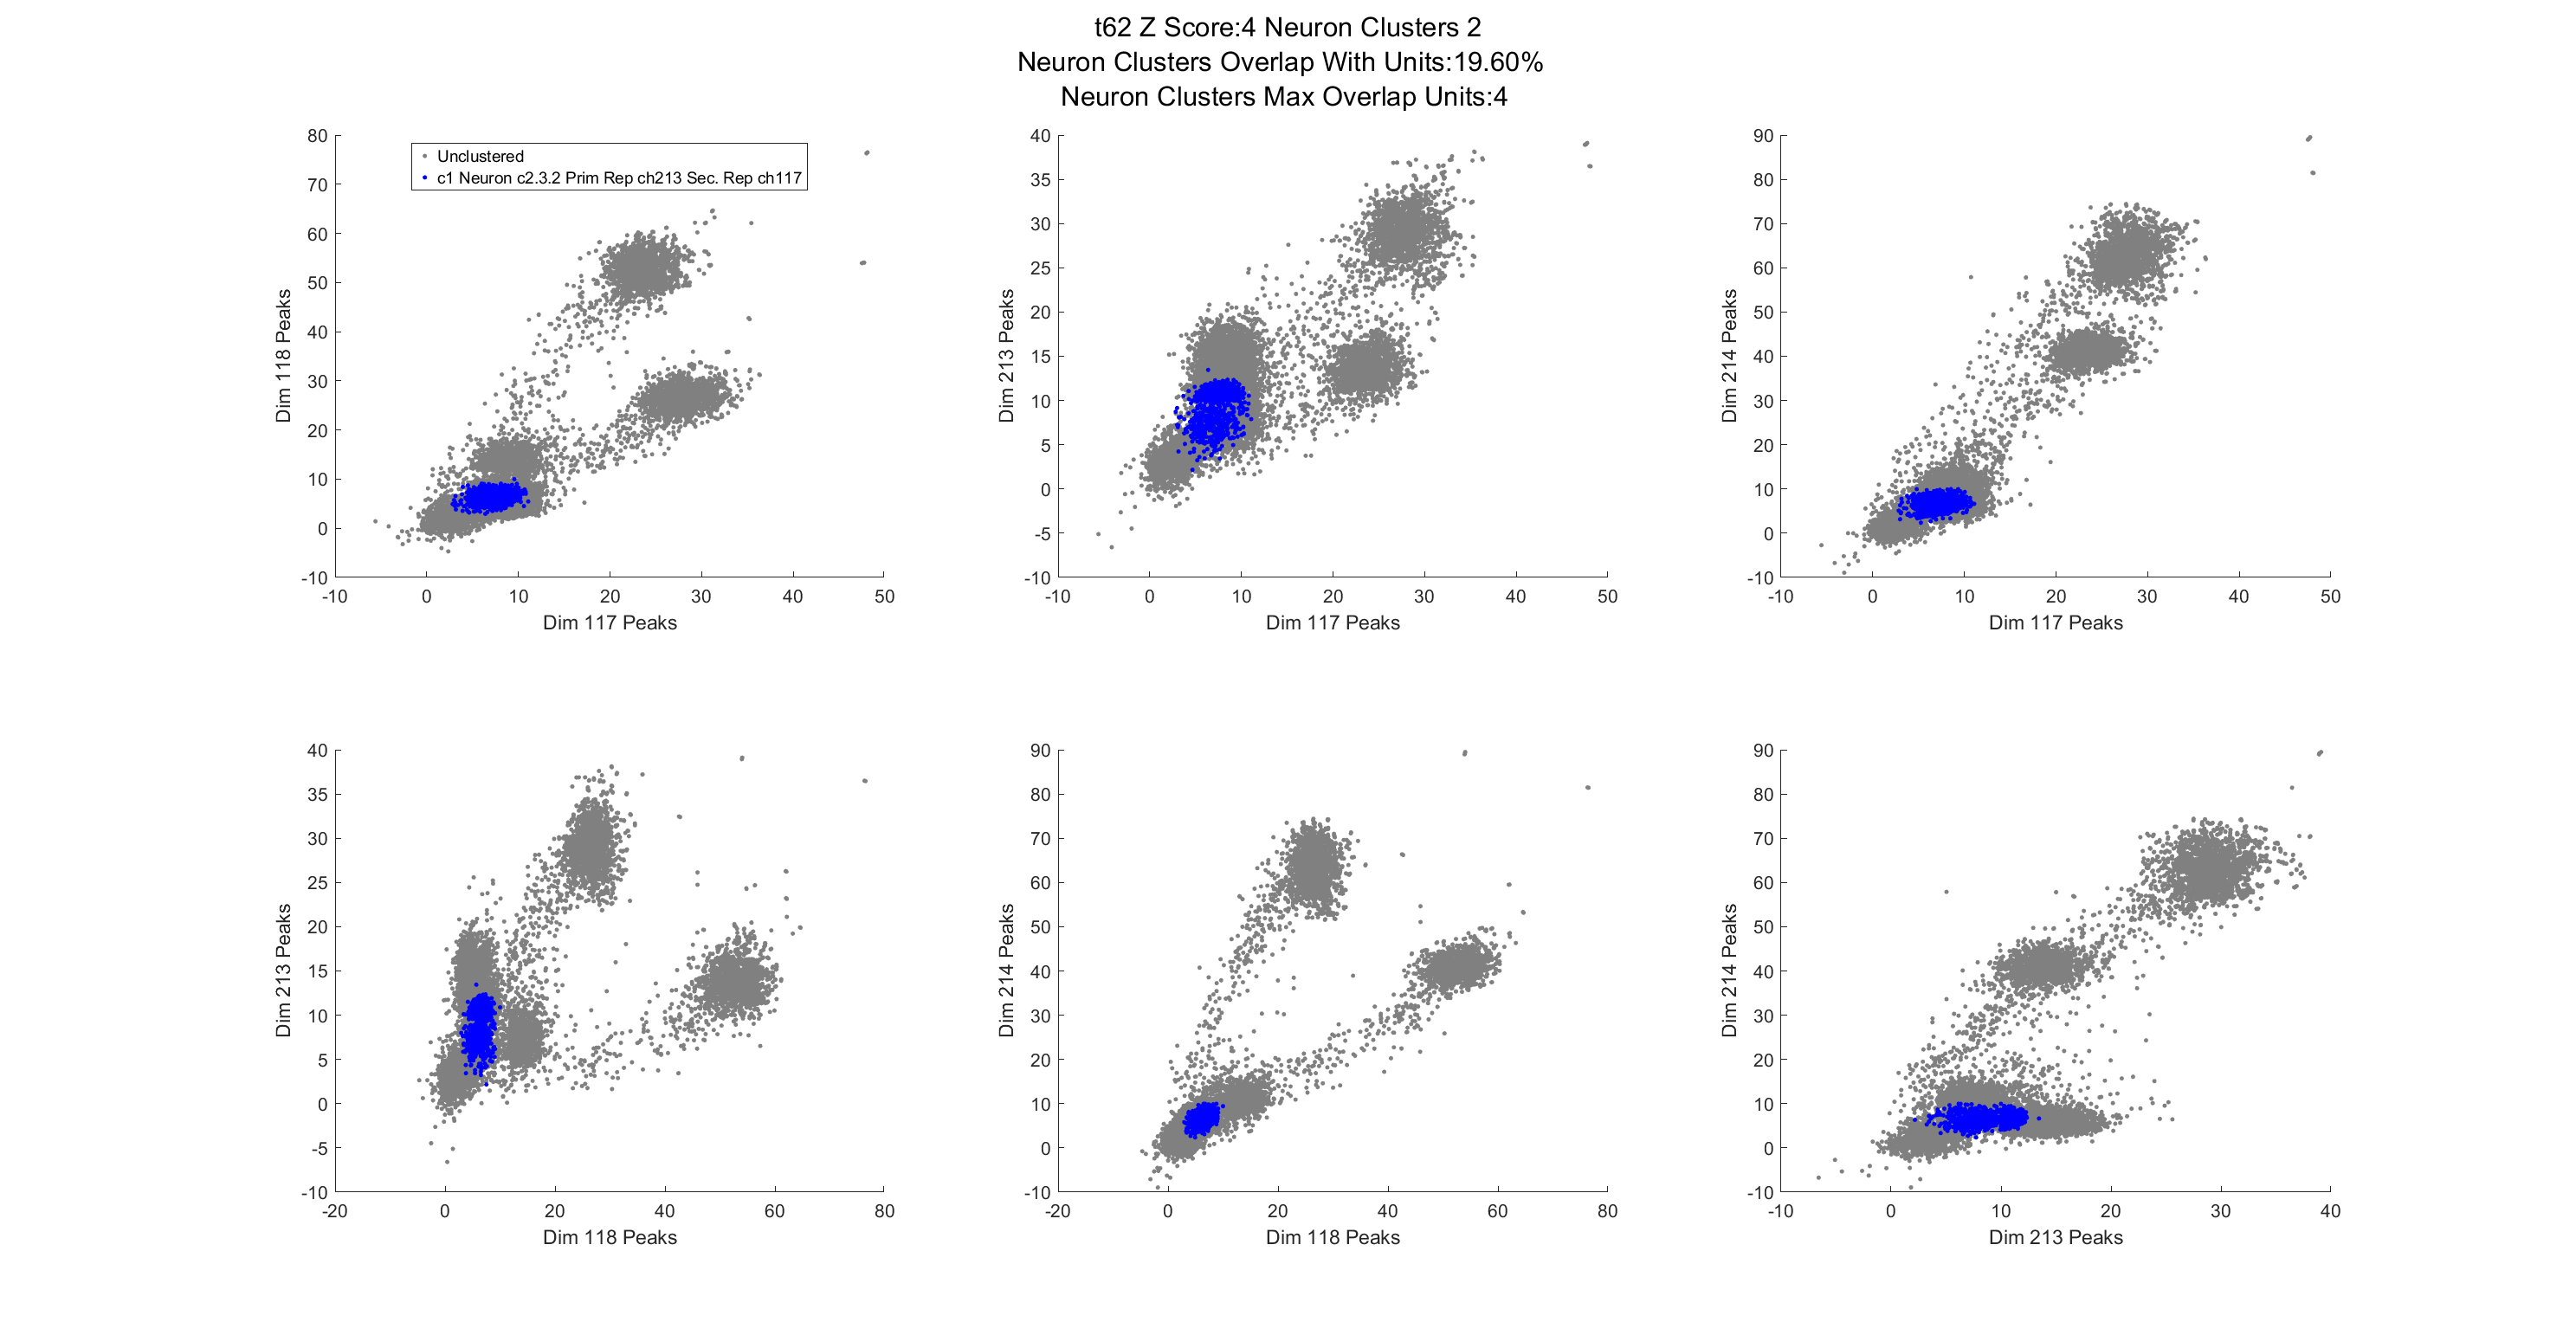 t62 Z Score:4 Neuron Clusters 2
Neuron Clusters Overlap With Units:19.60%
Neuron Clusters Max Overlap Units:4
80
70
60
50
40
30
20
10
0
-10
-10 0 10 20 30 40 50
Dim 118 Peaks
Dim 117 Peaks
Unclustered
c1 Neuron c2.3.2 Prim Rep ch213 Sec. Rep ch117
40
35
30
25
20
15
10
5
0
-5
-10
-10 0 10 20 30 40 50
Dim 213 Peaks
Dim 117 Peaks
90
80
70
60
50
40
30
20
10
0
-10
-10 0 10 20 30 40 50
Dim 214 Peaks
Dim 117 Peaks
40
35
30
25
20
15
10
5
0
-5
-10
-20 0 20 40 60 80
Dim 213 Peaks
Dim 118 Peaks
90
80
70
60
50
40
30
20
10
0
-10
-20 0 20 40 60 80
Dim 214 Peaks
Dim 118 Peaks
90
80
70
60
50
40
30
20
10
0
-10
-10 0 10 20 30 40
Dim 214 Peaks
Dim 213 Peaks